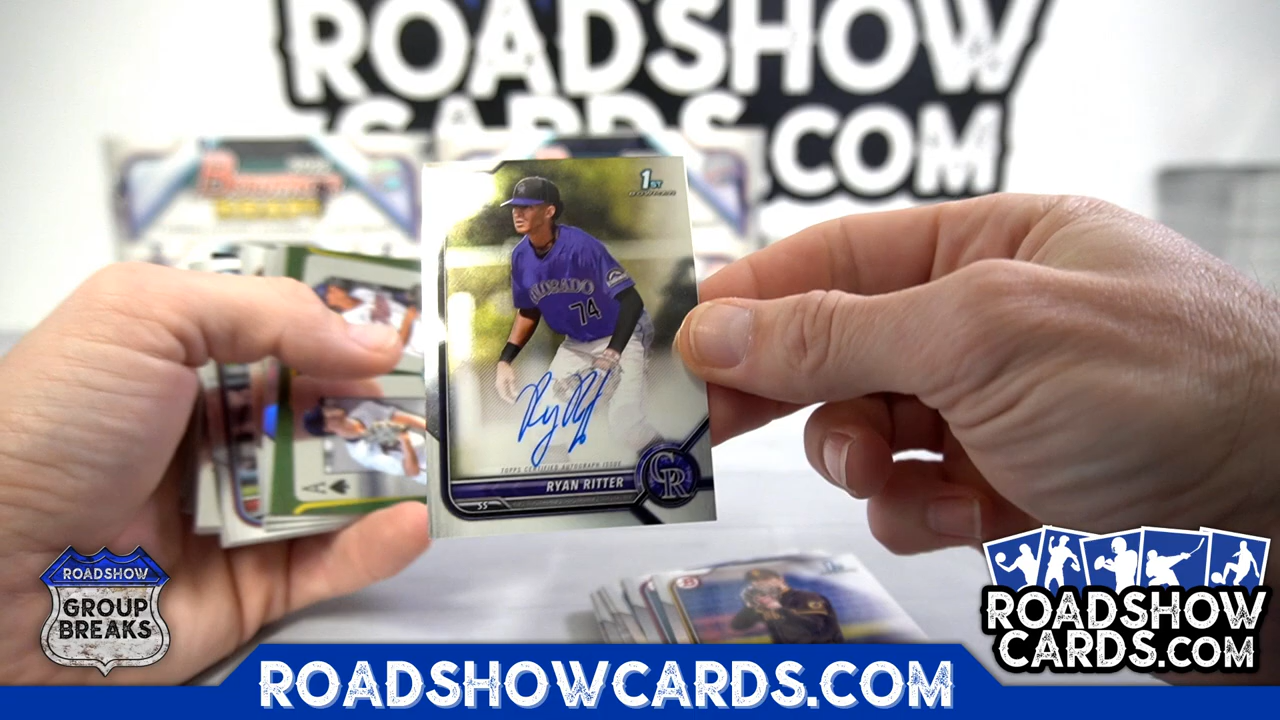 ROADSHOW
CARDS.COM
1ST
BOWMAN
COLORADO
74
CR
TOPPS CERTIFIED AUTOGRAPH ISSUE
RYAN RITTER
SS
A
ROADSHOW
GROUP
BREAKS
ROADSHOW
CARDS.COM
ROADSHOWCARDS.COM